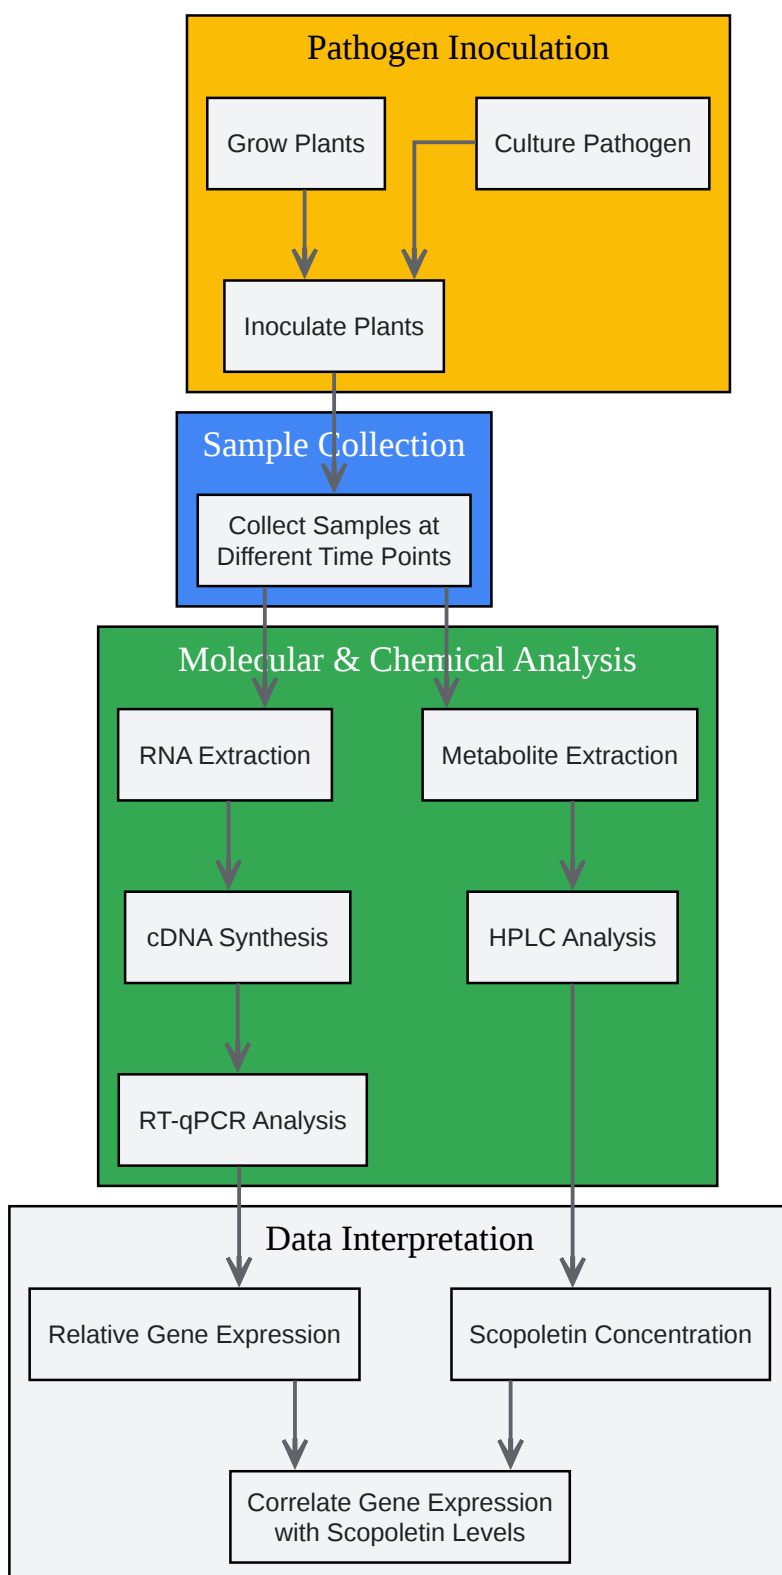 Pathogen Inoculation
Grow Plants
Culture Pathogen
Inoculate Plants
Sample Collection
Collect Samples at
Different Time Points
Molecular & Chemical Analysis
RNA Extraction
Metabolite Extraction
cDNA Synthesis
HPLC Analysis
RT-qPCR Analysis
Data Interpretation
Relative Gene Expression
Scopoletin Concentration
Correlate Gene Expression
with Scopoletin Levels